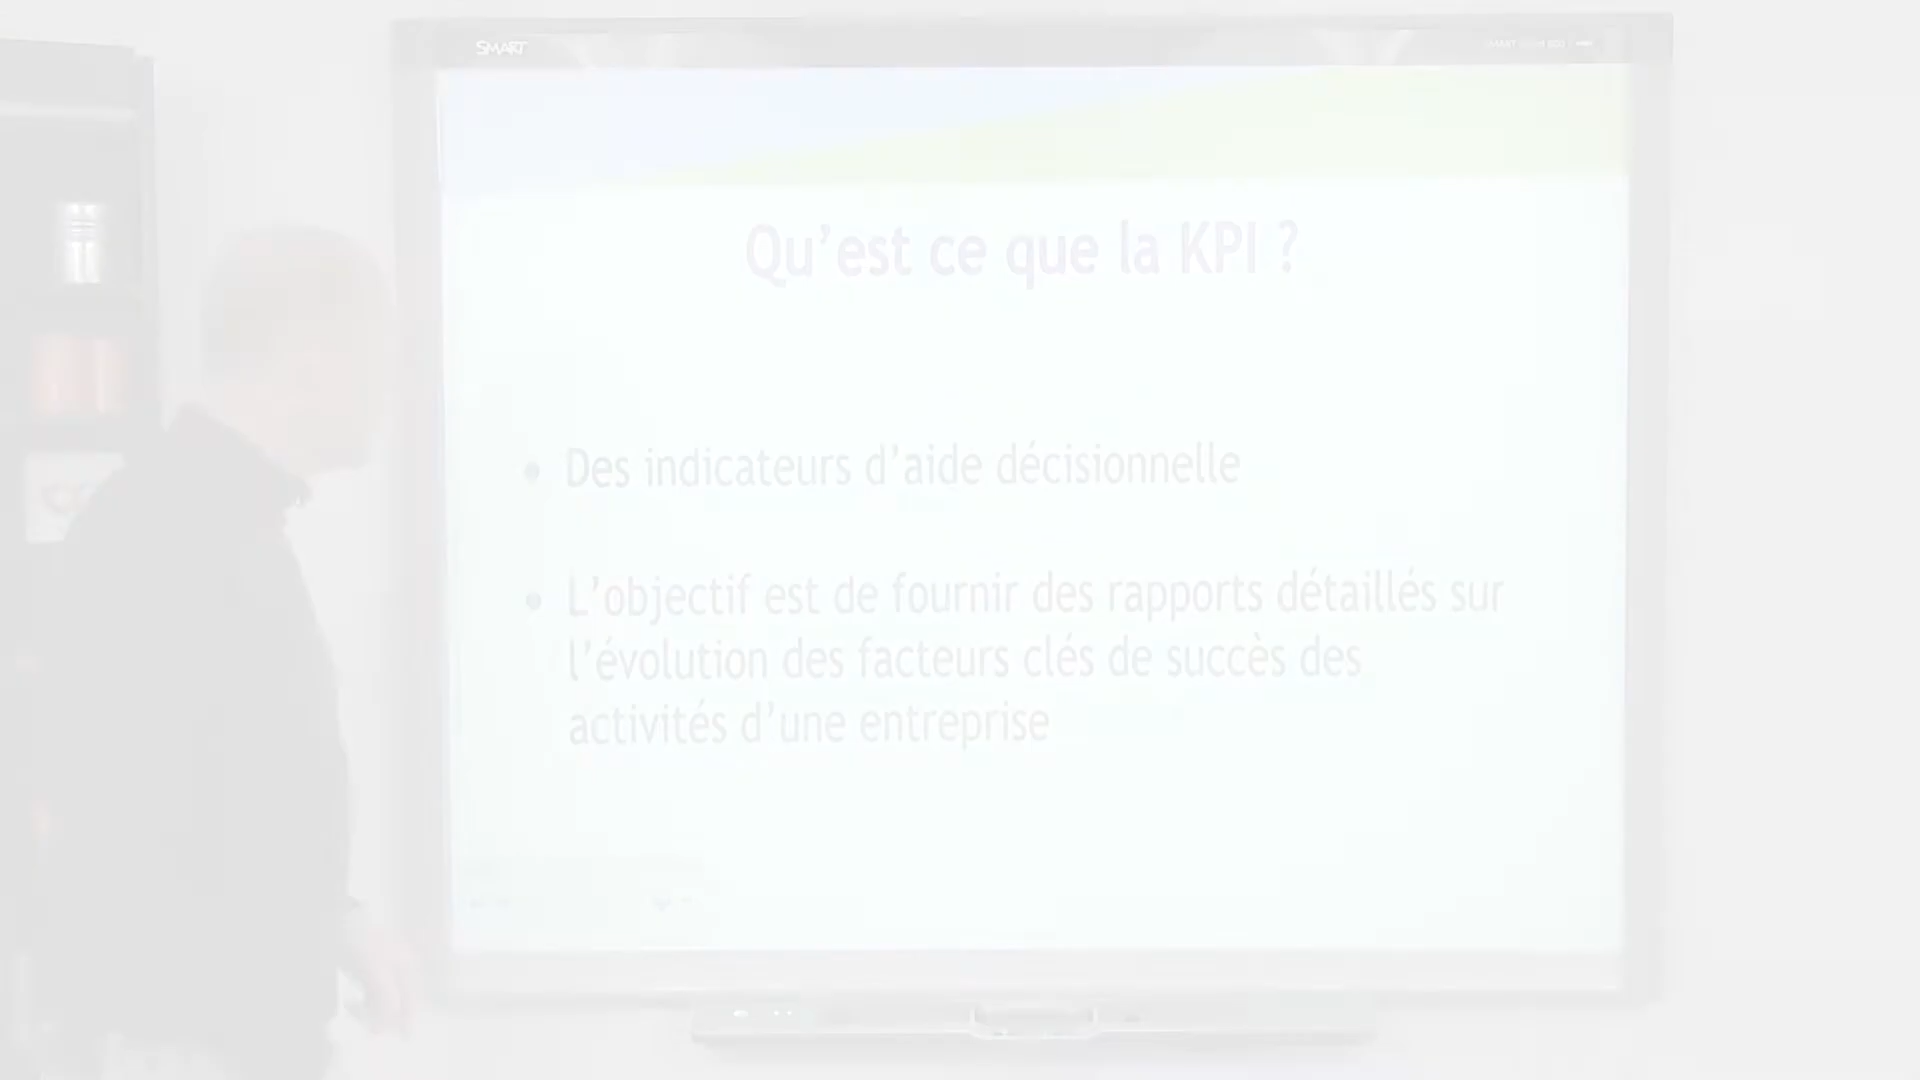 SMART
Qu'est ce que la KPI ?
• Des indicateurs d'aide décisionnelle
• L'objectif est de fournir des rapports détaillés sur
l'évolution des facteurs clés de succès des
activités d'une entreprise